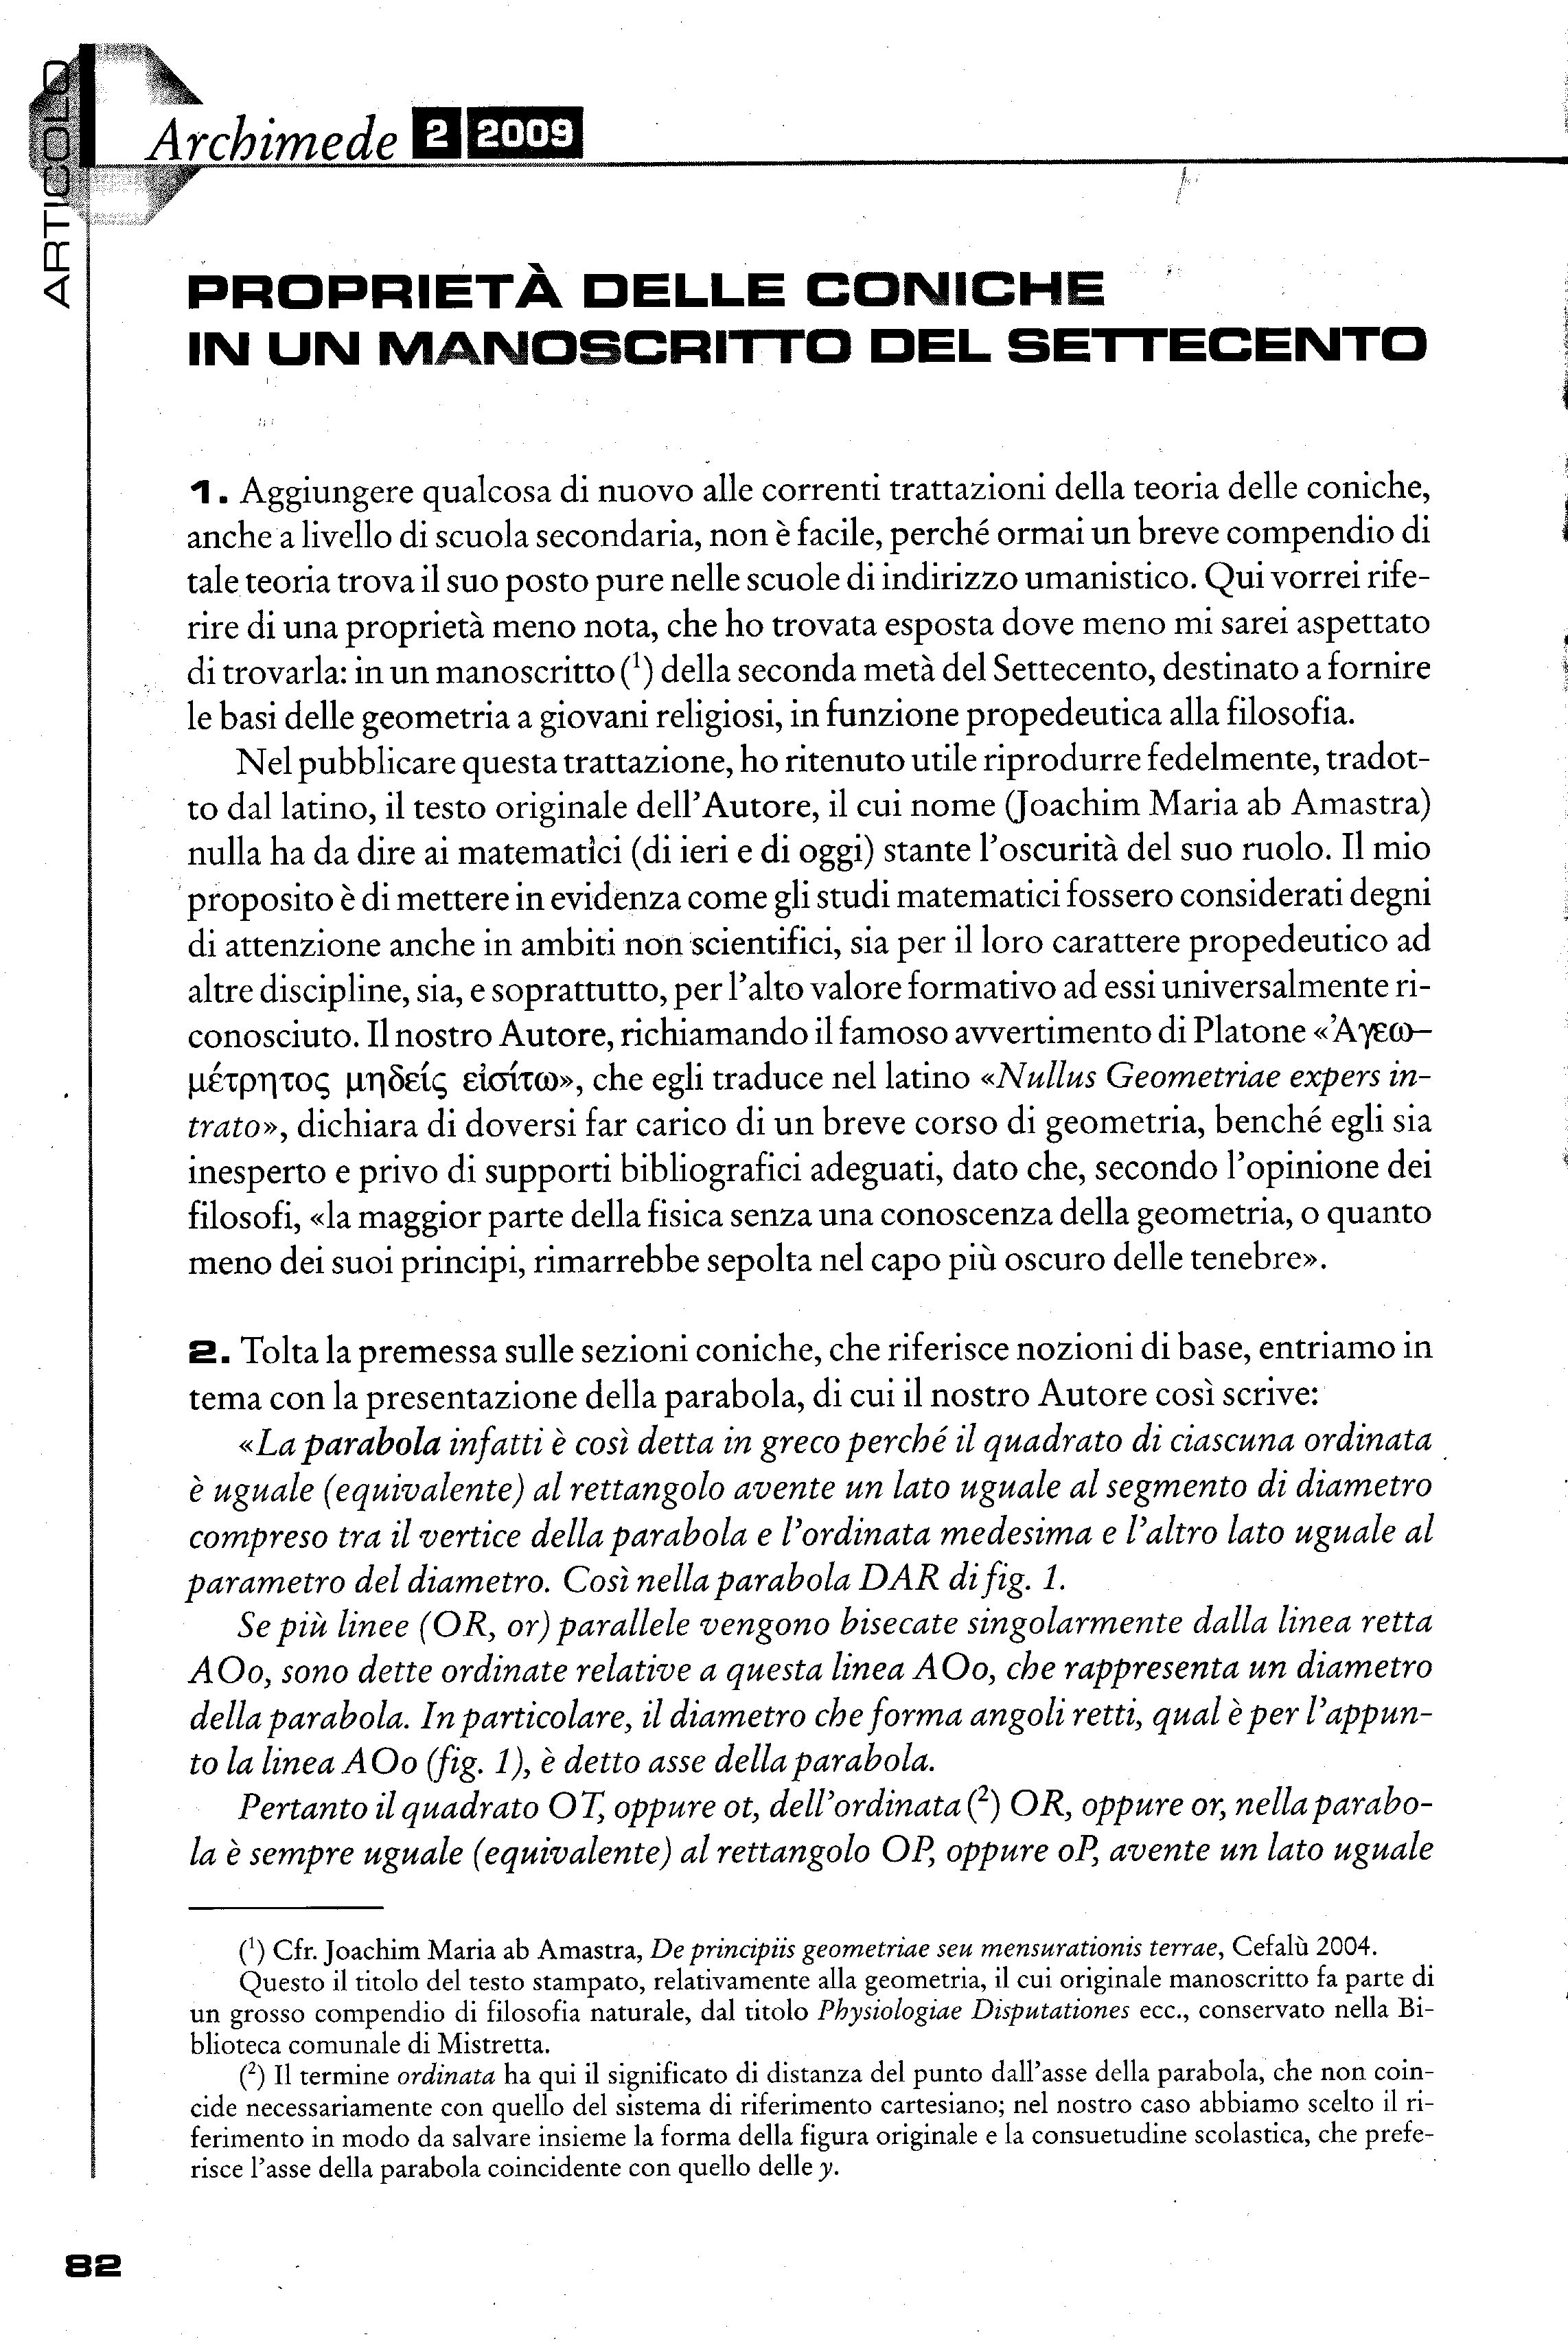 ARTICOLO
Archimede 2 2009
PROPRIETÀ DELLE CONICHE
IN UN MANOSCRITTO DEL SETTECENTO
1. Aggiungere qualcosa di nuovo alle correnti trattazioni della teoria delle coniche,
anche a livello di scuola secondaria, non è facile, perché ormai un breve compendio di
tale teoria trova il suo posto pure nelle scuole di indirizzo umanistico. Qui vorrei rife-
rire di una proprietà meno nota, che ho trovata esposta dove meno mi sarei aspettato
di trovarla: in un manoscritto (¹) della seconda metà del Settecento, destinato a fornire
le basi delle geometria a giovani religiosi, in funzione propedeutica alla filosofia.
Nel pubblicare questa trattazione, ho ritenuto utile riprodurre fedelmente, tradot-
to dal latino, il testo originale dell'Autore, il cui nome (Joachim Maria ab Amastra)
nulla ha da dire ai matematici (di ieri e di oggi) stante l'oscurità del suo ruolo. Il mio
proposito è di mettere in evidenza come gli studi matematici fossero considerati degni
di attenzione anche in ambiti non scientifici, sia per il loro carattere propedeutico ad
altre discipline, sia, e soprattutto, per l'alto valore formativo ad essi universalmente ri-
conosciuto. Il nostro Autore, richiamando il famoso avvertimento di Platone «Ἀγεω-
μέτρητος μηδείς εἰσίτω», che egli traduce nel latino «Nullus Geometriae expers in-
trato», dichiara di doversi far carico di un breve corso di geometria, benché egli sia
inesperto e privo di supporti bibliografici adeguati, dato che, secondo l'opinione dei
filosofi, «la maggior parte della fisica senza una conoscenza della geometria, o quanto
meno dei suoi principi, rimarrebbe sepolta nel capo più oscuro delle tenebre».
2. Tolta la premessa sulle sezioni coniche, che riferisce nozioni di base, entriamo in
tema con la presentazione della parabola, di cui il nostro Autore così scrive:
«La parabola infatti è così detta in greco perché il quadrato di ciascuna ordinata
è uguale (equivalente) al rettangolo avente un lato uguale al segmento di diametro
compreso tra il vertice della parabola e l'ordinata medesima e l'altro lato uguale al
parametro del diametro. Così nella parabola DAR di fig. 1.
Se più linee (OR, or) parallele vengono bisecate singolarmente dalla linea retta
AOo, sono dette ordinate relative a questa linea AOo, che rappresenta un diametro
della parabola. In particolare, il diametro che forma angoli retti, qual è per l'appun-
to la linea AOo (fig. 1), è detto asse della parabola.
Pertanto il quadrato OT, oppure ot, dell'ordinata (²) OR, oppure or, nella parabo-
la è sempre uguale (equivalente) al rettangolo OP, oppure oP, avente un lato uguale
(¹) Cfr. Joachim Maria ab Amastra, De principiis geometriae seu mensurationis terrae, Cefalù 2004.
Questo il titolo del testo stampato, relativamente alla geometria, il cui originale manoscritto fa parte di
un grosso compendio di filosofia naturale, dal titolo Physiologiae Disputationes ecc., conservato nella Bi-
blioteca comunale di Mistretta.
(²) Il termine ordinata ha qui il significato di distanza del punto dall'asse della parabola, che non coin-
cide necessariamente con quello del sistema di riferimento cartesiano; nel nostro caso abbiamo scelto il ri-
ferimento in modo da salvare insieme la forma della figura originale e la consuetudine scolastica, che prefe-
risce l'asse della parabola coincidente con quello delle y.
82